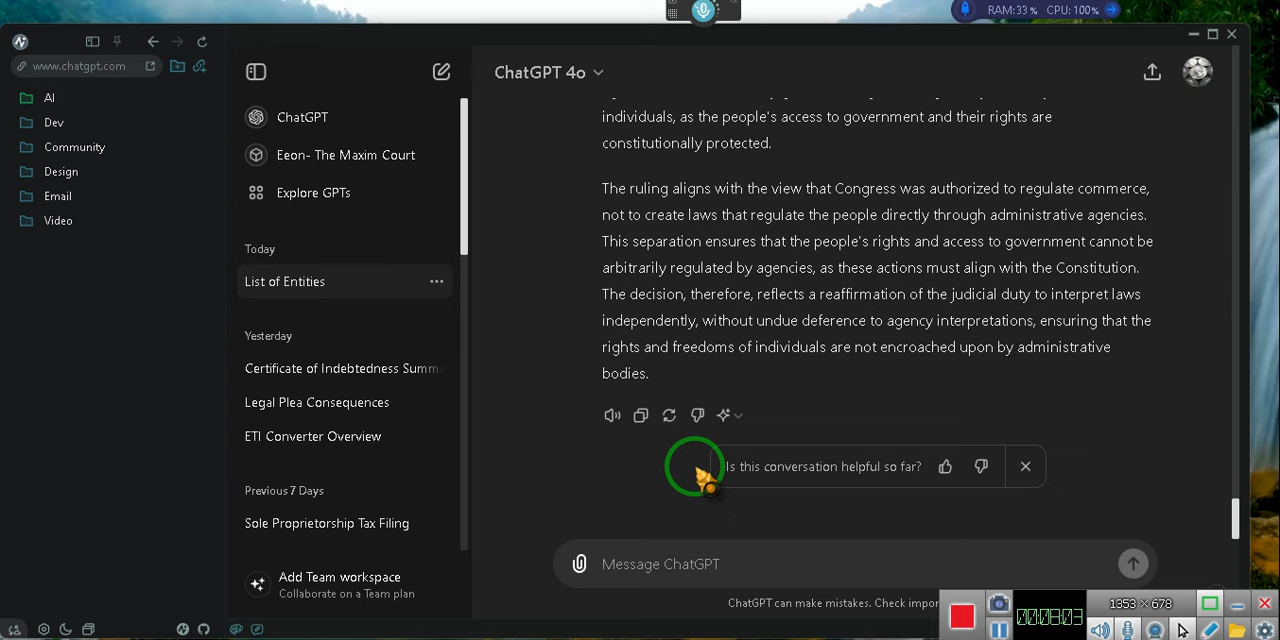 RAM:33% CPU: 100%
www.chatgpt.com
AI
Dev
Community
Design
Email
Video
ChatGPT
Eeon- The Maxim Court
Explore GPTs
Today
List of Entities
Yesterday
Certificate of Indebtedness Summa
Legal Plea Consequences
ETI Converter Overview
Previous 7 Days
Sole Proprietorship Tax Filing
Add Team workspace
Collaborate on a Team plan
ChatGPT 4o
individuals, as the people's access to government and their rights are
constitutionally protected.
The ruling aligns with the view that Congress was authorized to regulate commerce,
not to create laws that regulate the people directly through administrative agencies.
This separation ensures that the people's rights and access to government cannot be
arbitrarily regulated by agencies, as these actions must align with the Constitution.
The decision, therefore, reflects a reaffirmation of the judicial duty to interpret laws
independently, without undue deference to agency interpretations, ensuring that the
rights and freedoms of individuals are not encroached upon by administrative
bodies.
Is this conversation helpful so far?
Message ChatGPT
ChatGPT can make mistakes. Check impor
1353 × 678